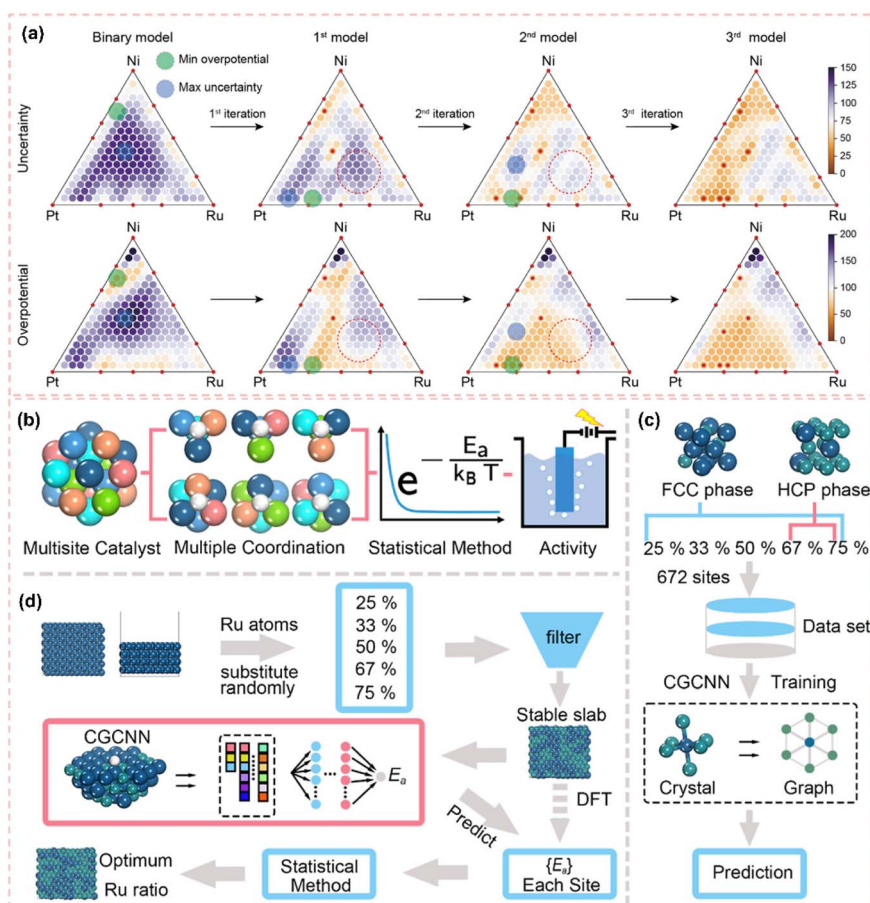 (a)
Binary model
1st model
2nd model
3rd model
Min overpotential
Max uncertainty
Ni
Ni
Ni
Ni
1st iteration
2nd iteration
3rd iteration
Uncertainty
150
125
100
75
50
25
0
Pt
Ru
Pt
Ru
Pt
Ru
Pt
Ru
Ni
Ni
Ni
Ni
Overpotential
200
150
100
50
0
Pt
Ru
Pt
Ru
Pt
Ru
Pt
Ru
(b)
e
− Ea / kB T
Multisite Catalyst
Multiple Coordination
Statistical Method
Activity
(c)
FCC phase
HCP phase
25 % 33 % 50 % 67 % 75 %
672 sites
Data set
CGCNN
Training
Crystal
Graph
Prediction
(d)
Ru atoms
substitute
randomly
25 %
33 %
50 %
67 %
75 %
filter
Stable slab
CGCNN
Ea
DFT
Predict
{Ea}
Each Site
Statistical
Method
Optimum
Ru ratio